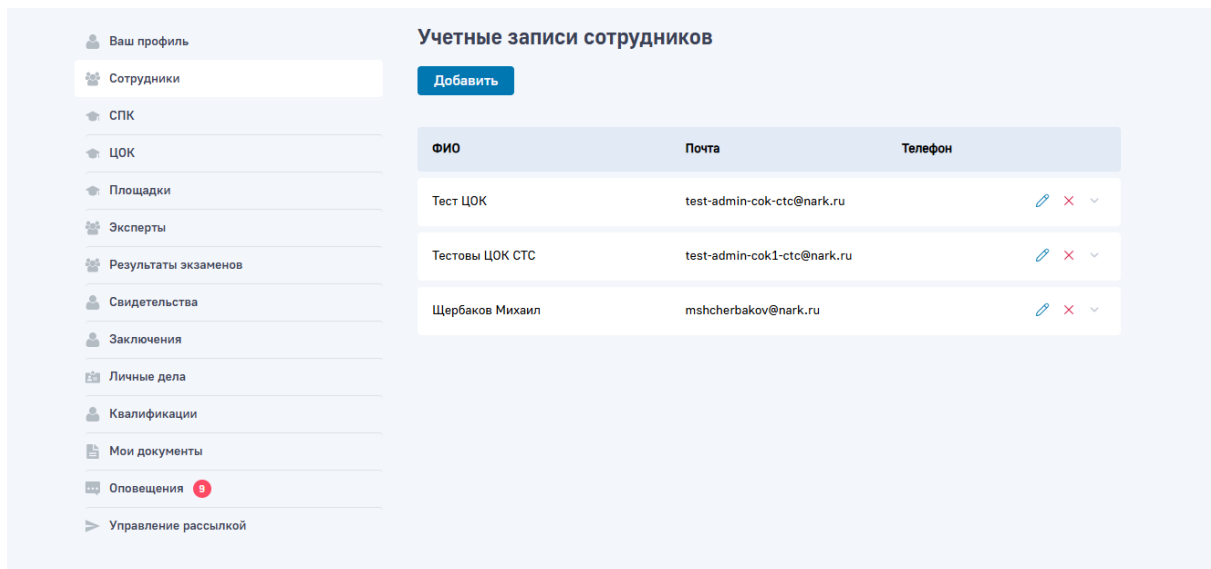 Ваш профиль
Сотрудники
СПК
ЦОК
Площадки
Эксперты
Результаты экзаменов
Свидетельства
Заключения
Личные дела
Квалификации
Мои документы
Оповещения 9
Управление рассылкой
Учетные записи сотрудников
Добавить
ФИО Почта Телефон
Тест ЦОК test-admin-cok-ctc@nark.ru
Тестовы ЦОК СТС test-admin-cok1-ctc@nark.ru
Щербаков Михаил mshcherbakov@nark.ru